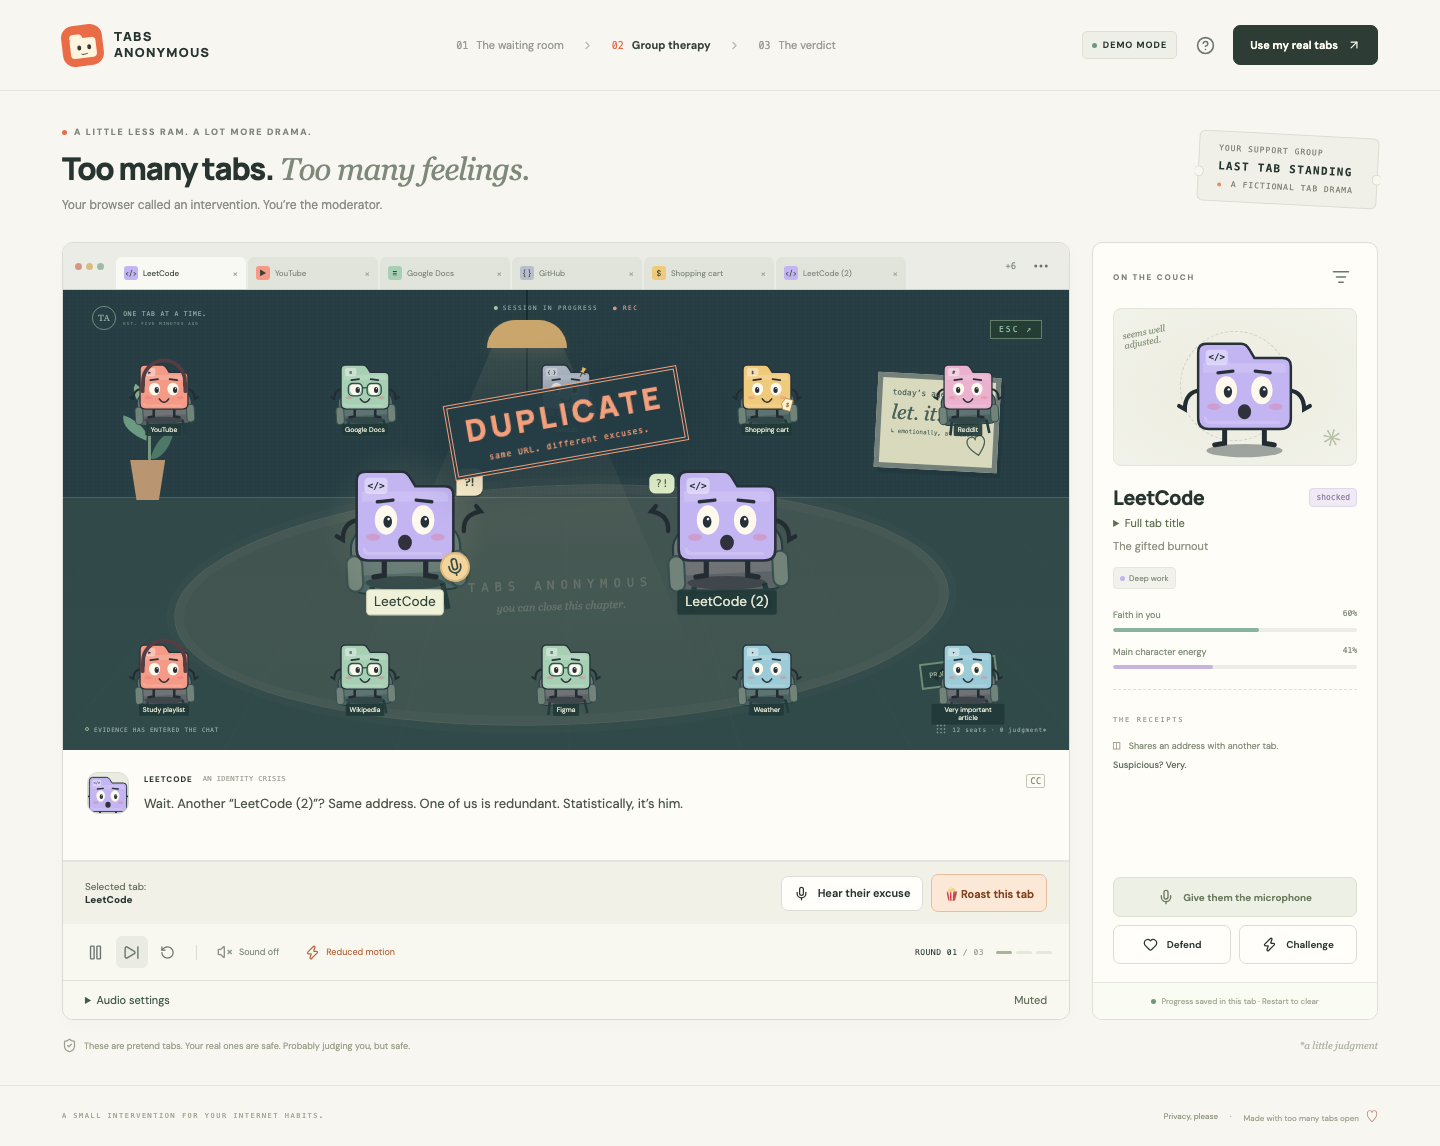 TABS
ANONYMOUS
01 The waiting room
02 Group therapy
03 The verdict
DEMO MODE
Use my real tabs
A LITTLE LESS RAM. A LOT MORE DRAMA.
Too many tabs. Too many feelings.
Your browser called an intervention. You're the moderator.
YOUR SUPPORT GROUP
LAST TAB STANDING
A FICTIONAL TAB DRAMA
LeetCode ×
YouTube ×
Google Docs ×
GitHub ×
Shopping cart ×
LeetCode (2) ×
+6
TA
ONE TAB AT A TIME.
EST. FIVE MINUTES AGO
SESSION IN PROGRESS
REC
ESC ↗
YouTube
Google Docs
DUPLICATE
same URL, different excuses.
Shopping cart
today's
let. it
emotionally,
Reddit
</>
?!
?!
</>
LeetCode
TABS ANONYMOUS
you can close this chapter.
LeetCode (2)
Study playlist
Wikipedia
Figma
Weather
Very important
article
EVIDENCE HAS ENTERED THE CHAT
12 seats · 0 judgment*
LEETCODE AN IDENTITY CRISIS
CC
Wait. Another “LeetCode (2)”? Same address. One of us is redundant. Statistically, it's him.
Selected tab:
LeetCode
Hear their excuse
Roast this tab
Sound off
Reduced motion
ROUND 01 / 03
Audio settings
Muted
ON THE COUCH
seems well
adjusted.
</>
LeetCode
shocked
Full tab title
The gifted burnout
Deep work
Faith in you 60%
Main character energy 41%
THE RECEIPTS
Shares an address with another tab.
Suspicious? Very.
Give them the microphone
Defend
Challenge
Progress saved in this tab · Restart to clear
These are pretend tabs. Your real ones are safe. Probably judging you, but safe.
*a little judgment
A SMALL INTERVENTION FOR YOUR INTERNET HABITS.
Privacy, please · Made with too many tabs open